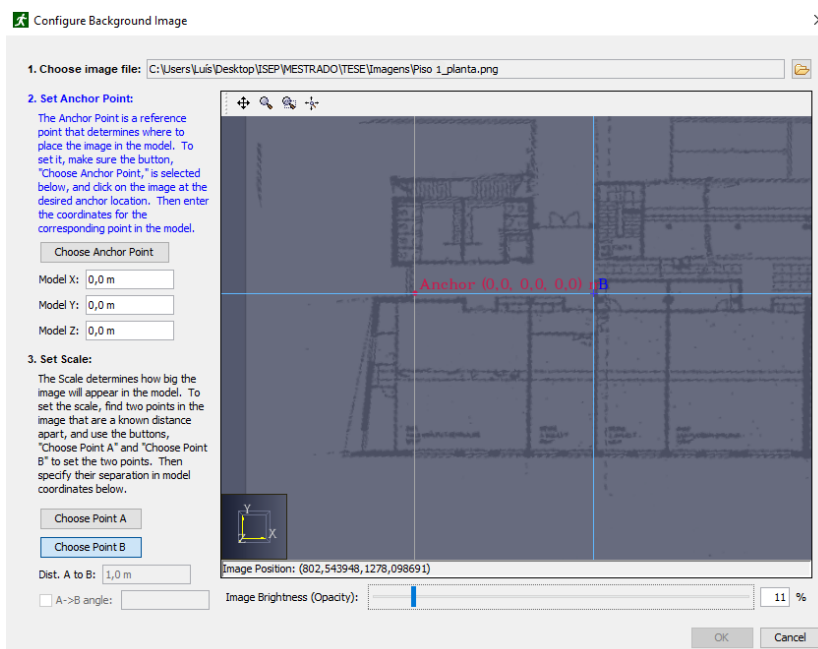 Configure Background Image
1. Choose image file: C:\Users\Luís\Desktop\ISEP\MESTRADO\TESE\Imagens\Piso 1_planta.png
2. Set Anchor Point:
The Anchor Point is a reference
point that determines where to
place the image in the model. To
set it, make sure the button,
"Choose Anchor Point," is selected
below, and click on the image at the
desired anchor location. Then enter
the coordinates for the
corresponding point in the model.
Choose Anchor Point
Model X: 0,0 m
Model Y: 0,0 m
Model Z: 0,0 m
3. Set Scale:
The Scale determines how big the
image will appear in the model. To
set the scale, find two points in the
image that are a known distance
apart, and use the buttons,
"Choose Point A" and "Choose Point
B" to set the two points. Then
specify their separation in model
coordinates below.
Choose Point A
Choose Point B
Dist. A to B: 1,0 m
A->B angle:
Anchor (0.0, 0.0, 0.0)
B
Y
X
Image Position: (802,543948,1278,098691)
Image Brightness (Opacity): 11 %
OK
Cancel